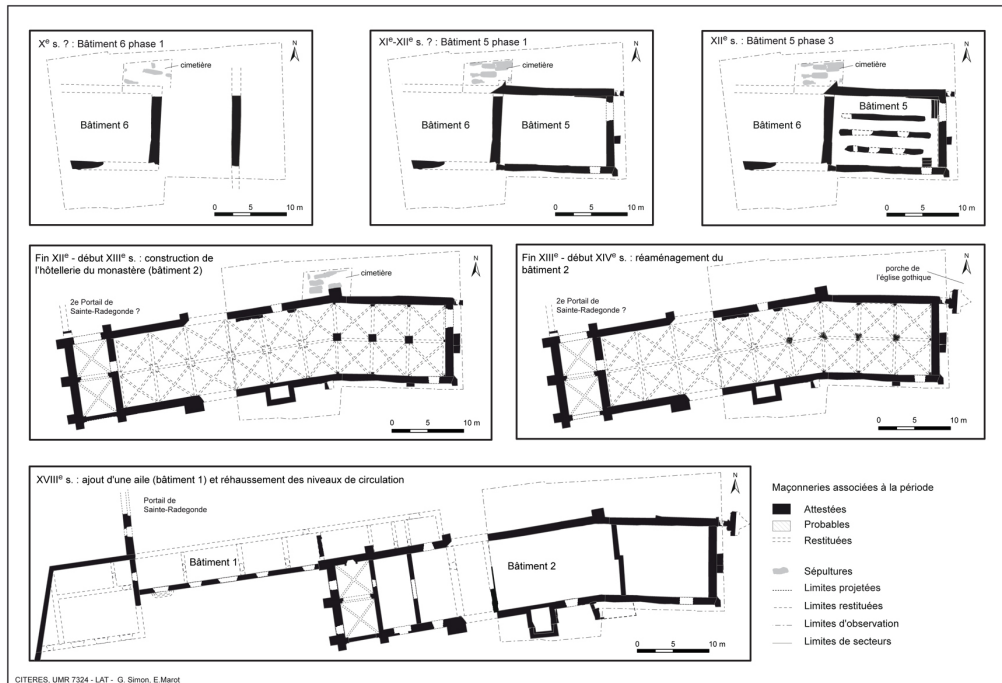 Xe s. ? : Bâtiment 6 phase 1
N
cimetière
Bâtiment 6
0 5 10 m
XIe-XIIe s. ? : Bâtiment 5 phase 1
N
cimetière
Bâtiment 6
Bâtiment 5
0 5 10 m
XIIe s. : Bâtiment 5 phase 3
N
cimetière
Bâtiment 5
Bâtiment 6
0 5 10 m
Fin XIIe - début XIIIe s. : construction de
l'hôtellerie du monastère (bâtiment 2)
N
cimetière
2e Portail de
Sainte-Radegonde ?
0 5 10 m
Fin XIIIe - début XIVe s. : réaménagement du
bâtiment 2
N
porche de
l'église gothique
2e Portail de
Sainte-Radegonde ?
0 5 10 m
XVIIIe s. : ajout d'une aile (bâtiment 1) et réhaussement des niveaux de circulation
N
Portail de
Sainte-Radegonde
Bâtiment 1
Bâtiment 2
0 5 10 m
Maçonneries associées à la période
Attestées
Probables
Restituées
Sépultures
Limites projetées
Limites restituées
Limites d'observation
Limites de secteurs
CITERES, UMR 7324 - LAT - G. Simon, E.Marot